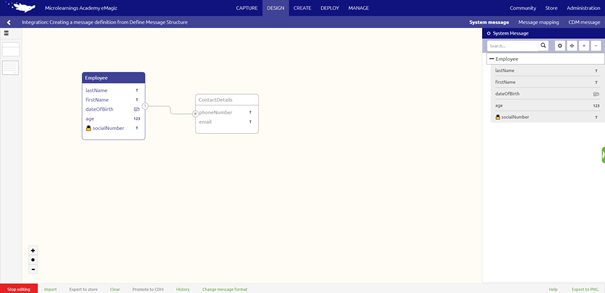 Microlearnings Academy eMagic
CAPTURE DESIGN CREATE DEPLOY MANAGE
Community Store Administration
Integration: Creating a message definition from Define Message Structure
System message Message mapping CDM message
System Message
Search...
Employee
lastName T
firstName T
dateOfBirth
age 123
socialNumber T
ContactDetails
phoneNumber T
email T
Employee
lastName T
firstName T
dateOfBirth
age 123
socialNumber T
Stop editing Import Export to store Clear Promote to CDM History Change message format Help Export to PNG